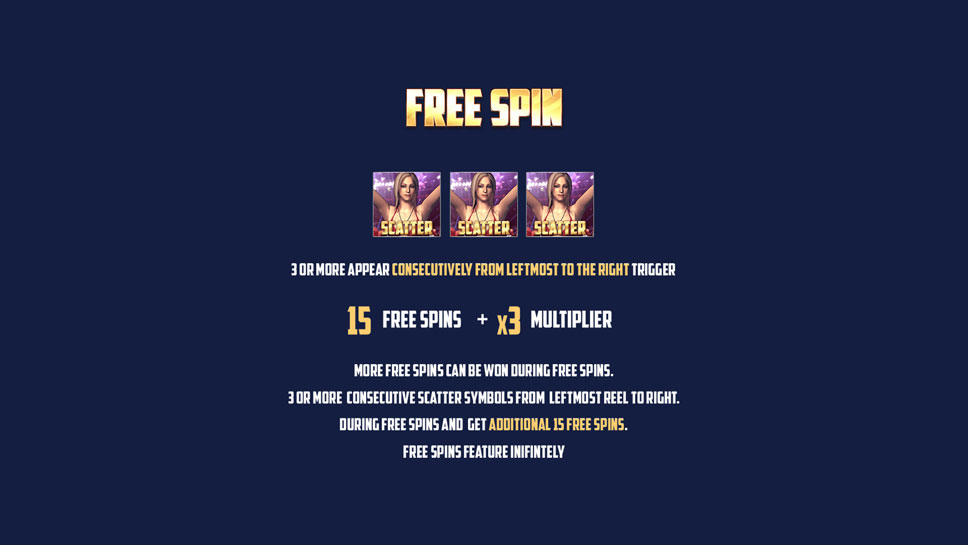 FREE SPIN
SCATTER SCATTER SCATTER
3 OR MORE APPEAR CONSECUTIVELY FROM LEFTMOST TO THE RIGHT TRIGGER
15 FREE SPINS + x3 MULTIPLIER
MORE FREE SPINS CAN BE WON DURING FREE SPINS.
3 OR MORE CONSECUTIVE SCATTER SYMBOLS FROM LEFTMOST REEL TO RIGHT.
DURING FREE SPINS AND GET ADDITIONAL 15 FREE SPINS.
FREE SPINS FEATURE INIFINTELY